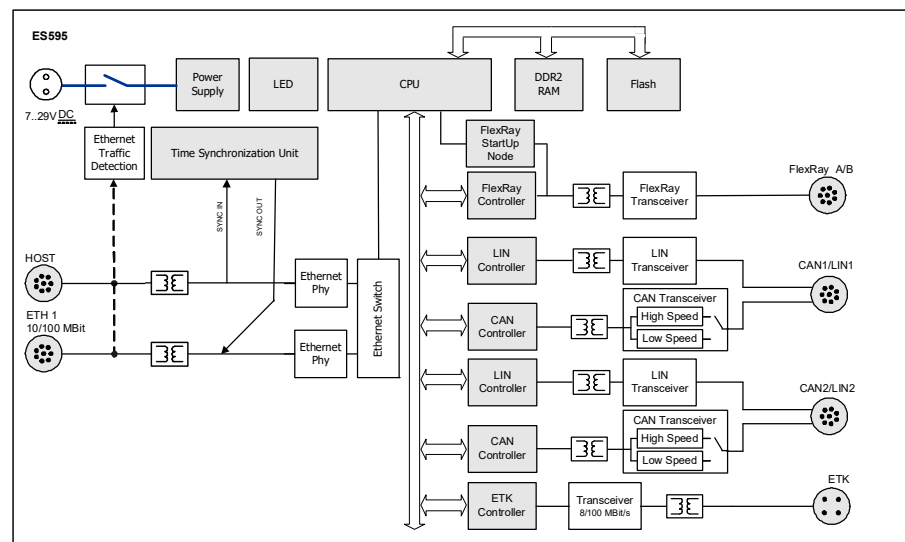 ES595
7..29V DC
Power
Supply
LED
CPU
DDR2
RAM
Flash
Ethernet
Traffic
Detection
Time Synchronization Unit
FlexRay
StartUp
Node
SYNC IN
SYNC OUT
FlexRay
Controller
FlexRay
Transceiver
FlexRay A/B
HOST
ETH 1
10/100 MBit
Ethernet
Phy
Ethernet
Phy
Ethernet Switch
LIN
Controller
LIN
Transceiver
CAN1/LIN1
CAN
Controller
CAN Transceiver
High Speed
Low Speed
LIN
Controller
LIN
Transceiver
CAN2/LIN2
CAN
Controller
CAN Transceiver
High Speed
Low Speed
ETK
Controller
Transceiver
8/100 MBit/s
ETK